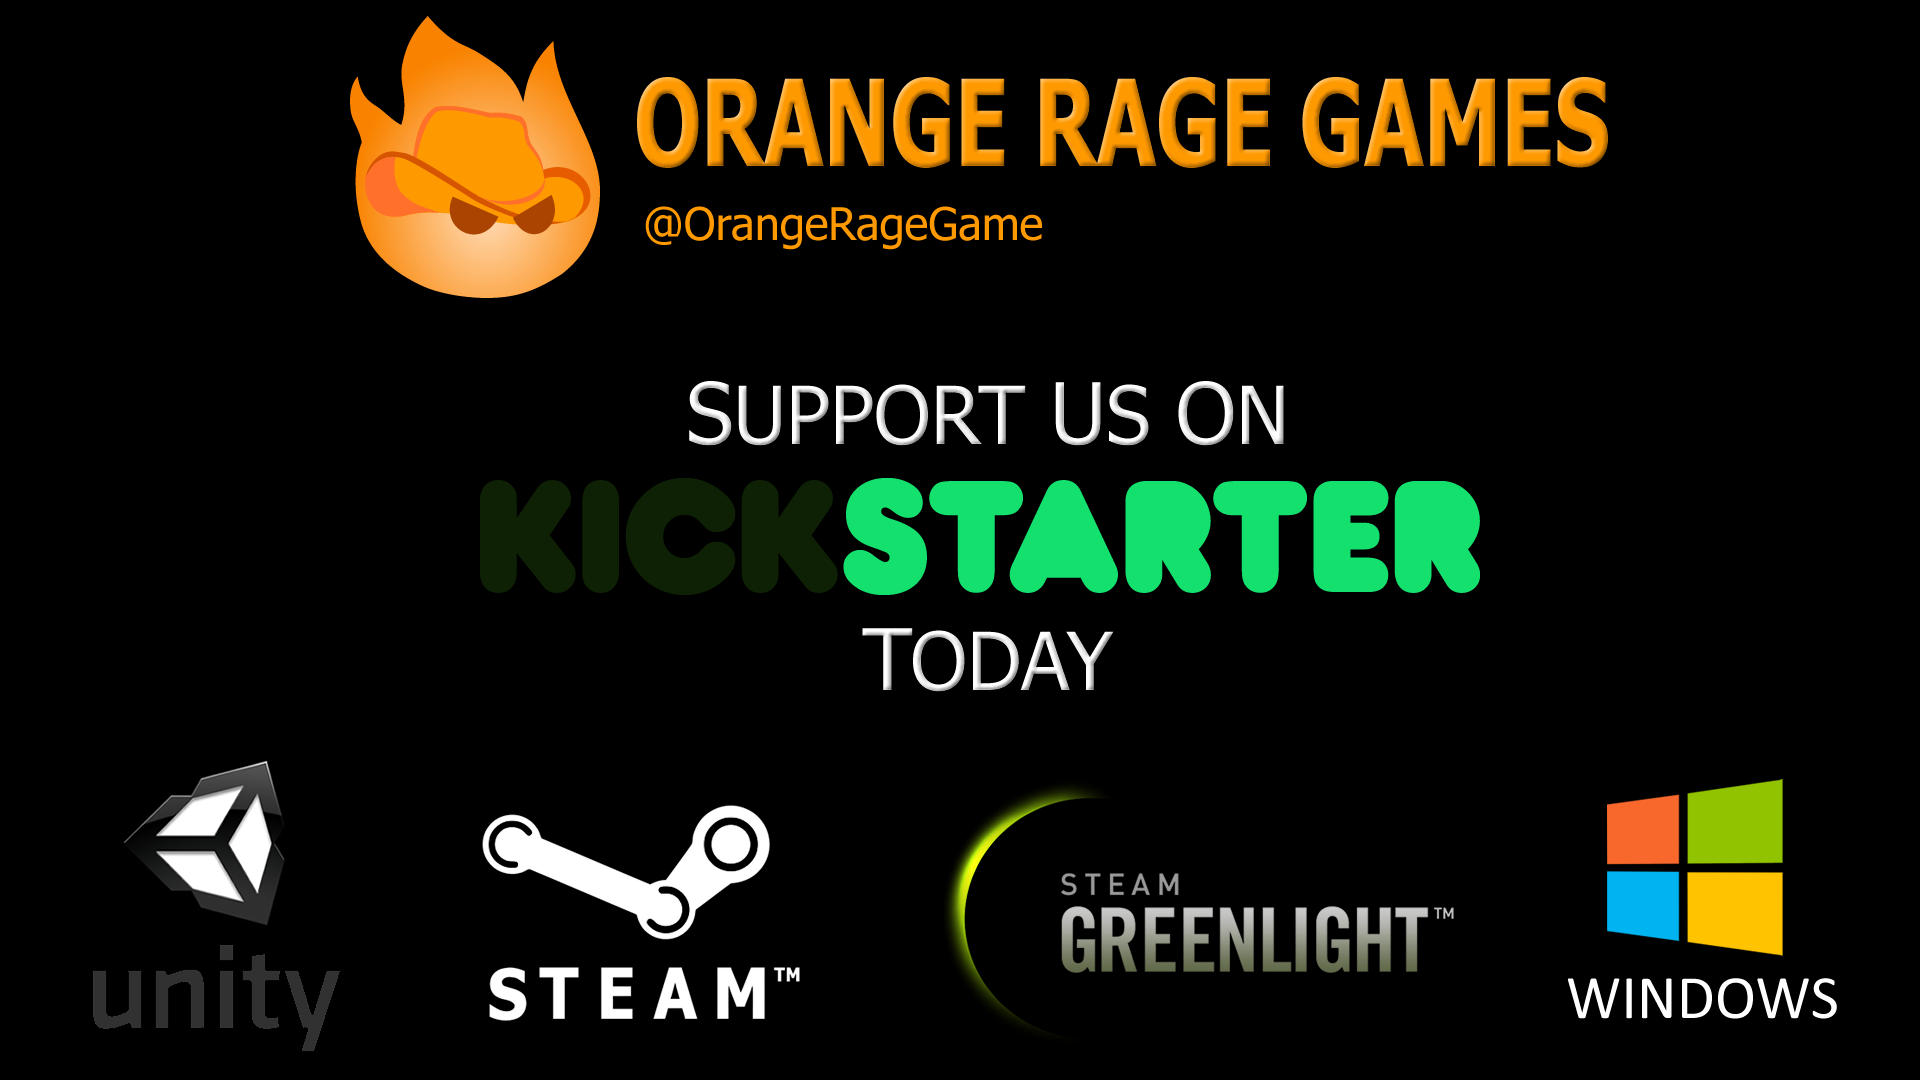 ORANGE RAGE GAMES
@OrangeRageGame
SUPPORT US ON
KICKSTARTER
TODAY
unity
STEAM™
STEAM
GREENLIGHT™
WINDOWS